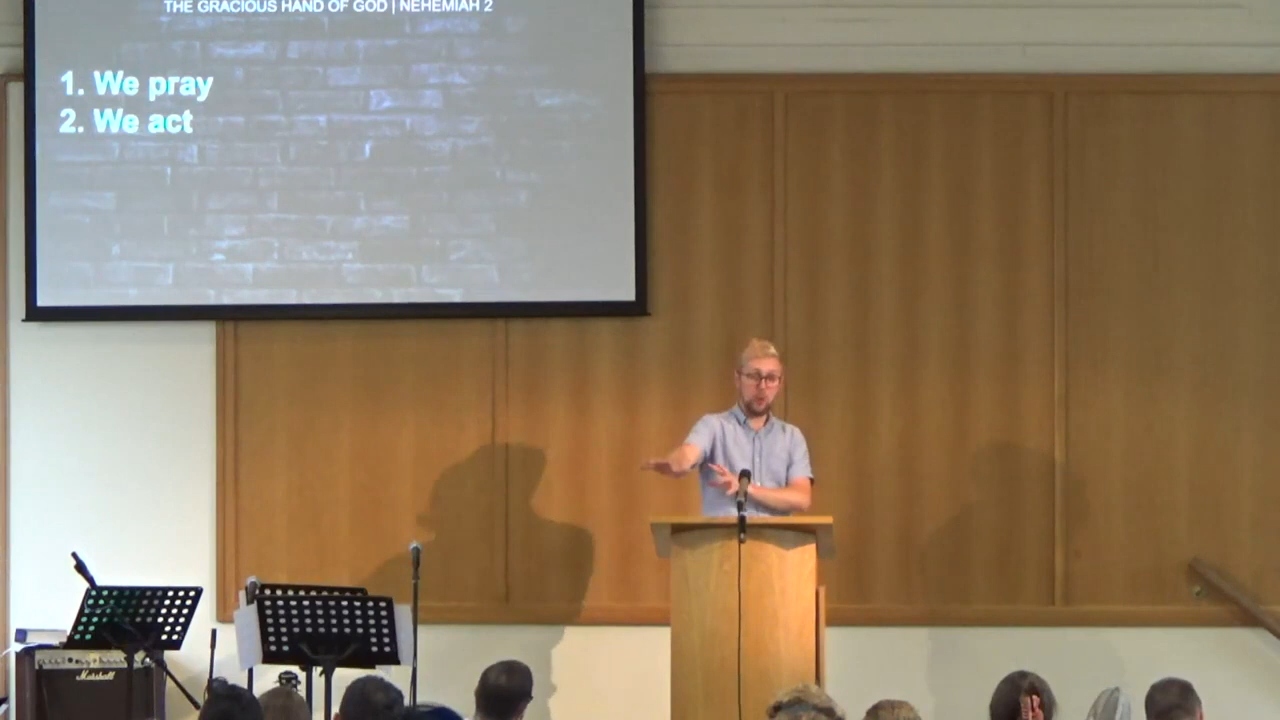 THE GRACIOUS HAND OF GOD | NEHEMIAH 2
1. We pray
2. We act
Marshall